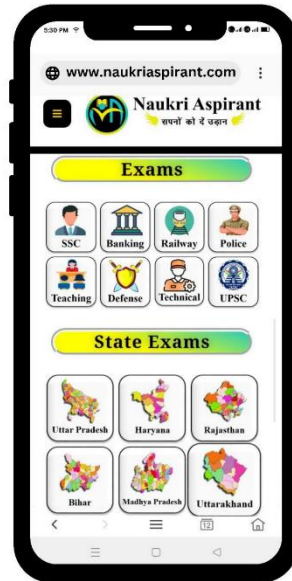 5:30 PM
www.naukriaspirant.com
Naukri Aspirant
सपनों को दें उड़ान
Exams
SSC Banking Railway Police
Teaching Defense Technical UPSC
State Exams
Uttar Pradesh Haryana Rajasthan
Bihar Madhya Pradesh Uttarakhand
12